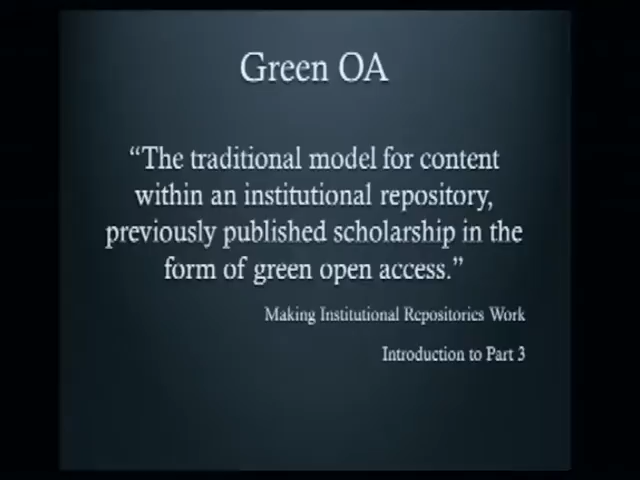 Green OA
“The traditional model for content
within an institutional repository,
previously published scholarship in the
form of green open access.”
Making Institutional Repositories Work
Introduction to Part 3